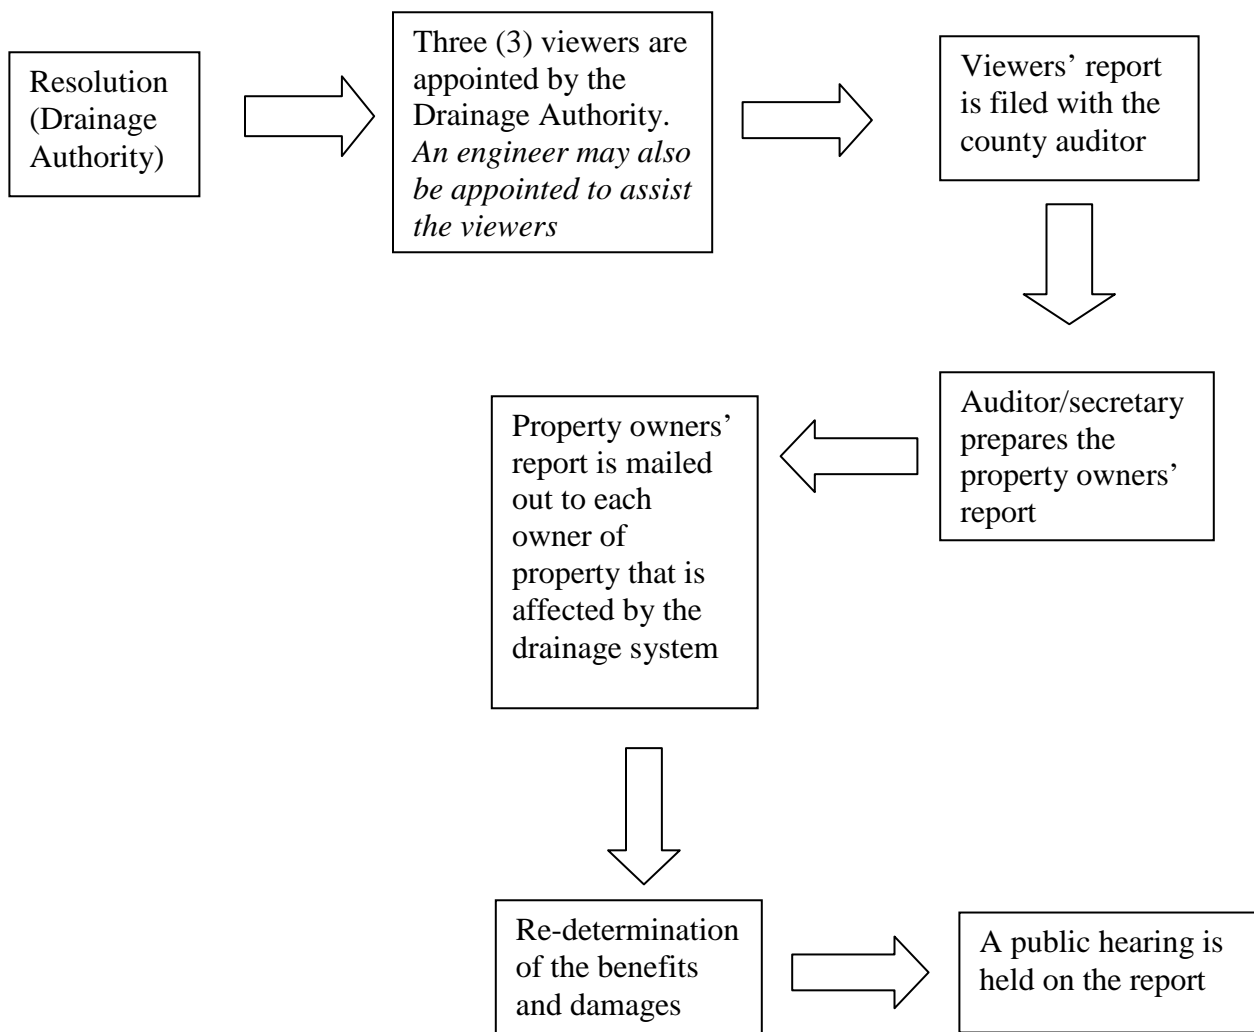 Resolution
(Drainage
Authority)
Three (3) viewers are
appointed by the
Drainage Authority.
An engineer may also
be appointed to assist
the viewers
Viewers’ report
is filed with the
county auditor
Auditor/secretary
prepares the
property owners’
report
Property owners’
report is mailed
out to each
owner of
property that is
affected by the
drainage system
Re-determination
of the benefits
and damages
A public hearing is
held on the report